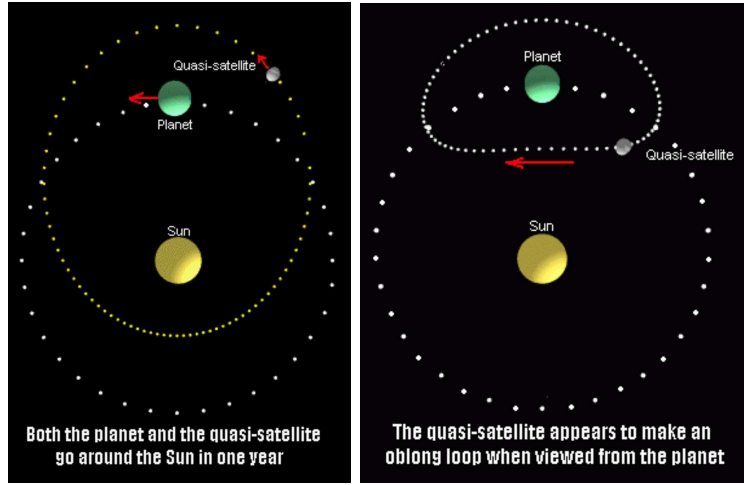 Quasi-satellite
Planet
Sun
Both the planet and the quasi-satellite
go around the Sun in one year
Planet
Quasi-satellite
Sun
The quasi-satellite appears to make an
oblong loop when viewed from the planet